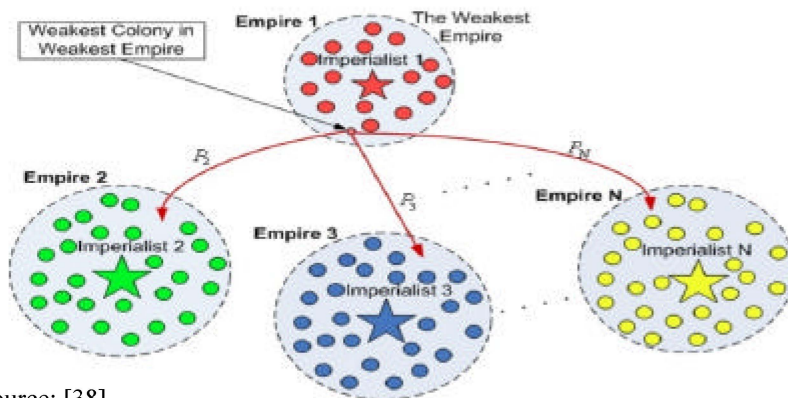 Empire 1
The Weakest
Empire
Weakest Colony in
Weakest Empire
Imperialist 1
P2
PN
Empire 2
P3
Empire N
Empire 3
Imperialist 2
Imperialist N
Imperialist 3
ource: [38]